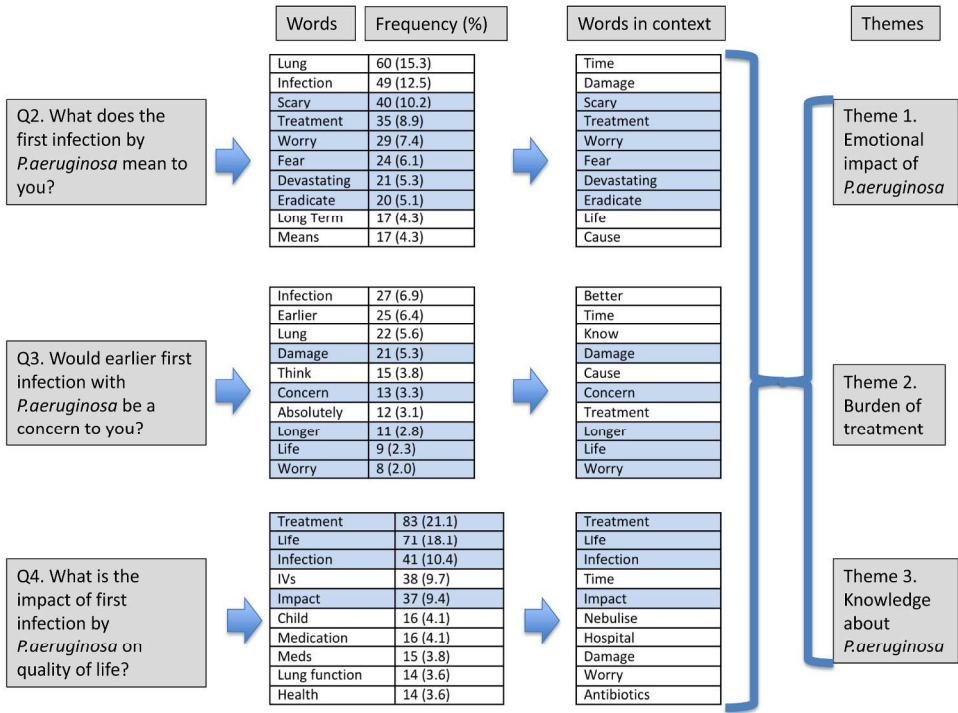 Words Frequency (%) Words in context Themes
Q2. What does the
first infection by
P.aeruginosa mean to
you?
Lung 60 (15.3)
Infection 49 (12.5)
Scary 40 (10.2)
Treatment 35 (8.9)
Worry 29 (7.4)
Fear 24 (6.1)
Devastating 21 (5.3)
Eradicate 20 (5.1)
Long Term 17 (4.3)
Means 17 (4.3)
Time
Damage
Scary
Treatment
Worry
Fear
Devastating
Eradicate
Life
Cause
Theme 1.
Emotional
impact of
P.aeruginosa
Q3. Would earlier first
infection with
P.aeruginosa be a
concern to you?
Infection 27 (6.9)
Earlier 25 (6.4)
Lung 22 (5.6)
Damage 21 (5.3)
Think 15 (3.8)
Concern 13 (3.3)
Absolutely 12 (3.1)
Longer 11 (2.8)
Life 9 (2.3)
Worry 8 (2.0)
Better
Time
Know
Damage
Cause
Concern
Treatment
Longer
Life
Worry
Theme 2.
Burden of
treatment
Q4. What is the
impact of first
infection by
P.aeruginosa on
quality of life?
Treatment 83 (21.1)
LIfe 71 (18.1)
Infection 41 (10.4)
IVs 38 (9.7)
Impact 37 (9.4)
Child 16 (4.1)
Medication 16 (4.1)
Meds 15 (3.8)
Lung function 14 (3.6)
Health 14 (3.6)
Treatment
LIfe
Infection
Time
Impact
Nebulise
Hospital
Damage
Worry
Antibiotics
Theme 3.
Knowledge
about
P.aeruginosa